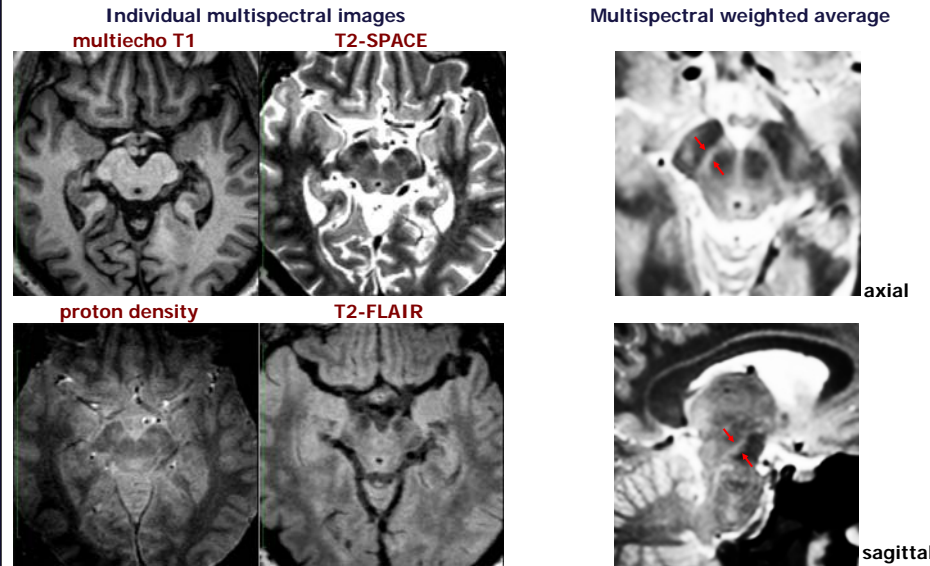 Individual multispectral images
Multispectral weighted average
multiecho T1
T2-SPACE
axial
proton density
T2-FLAIR
sagittal